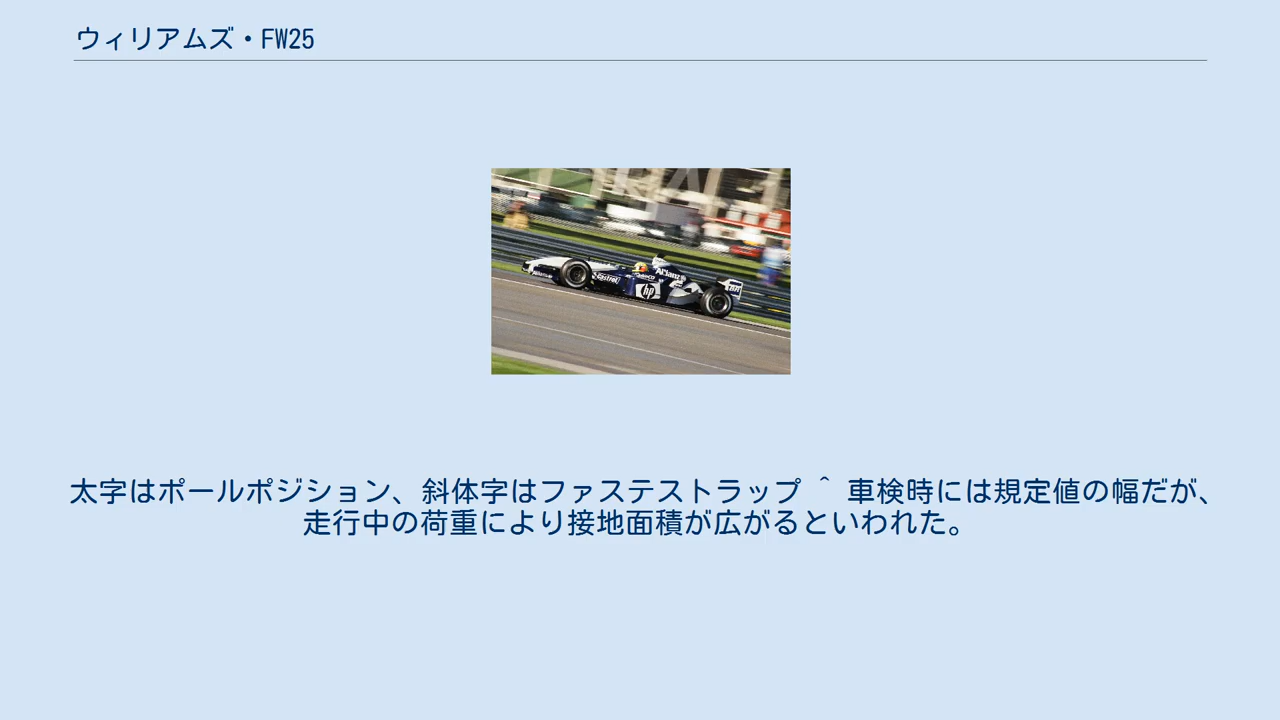 ウィリアムズ・FW25
Allianz
Castrol
hp
太字はポールポジション、斜体字はファステストラップ ^ 車検時には規定値の幅だが、
走行中の荷重により接地面積が広がるといわれた。